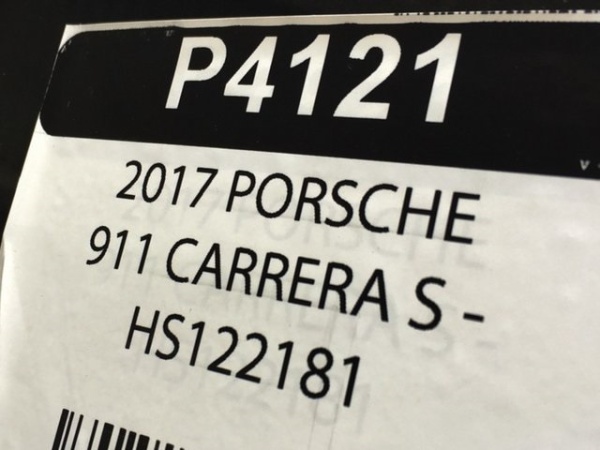 P4121
2017 PORSCHE
911 CARRERA S -
HS122181